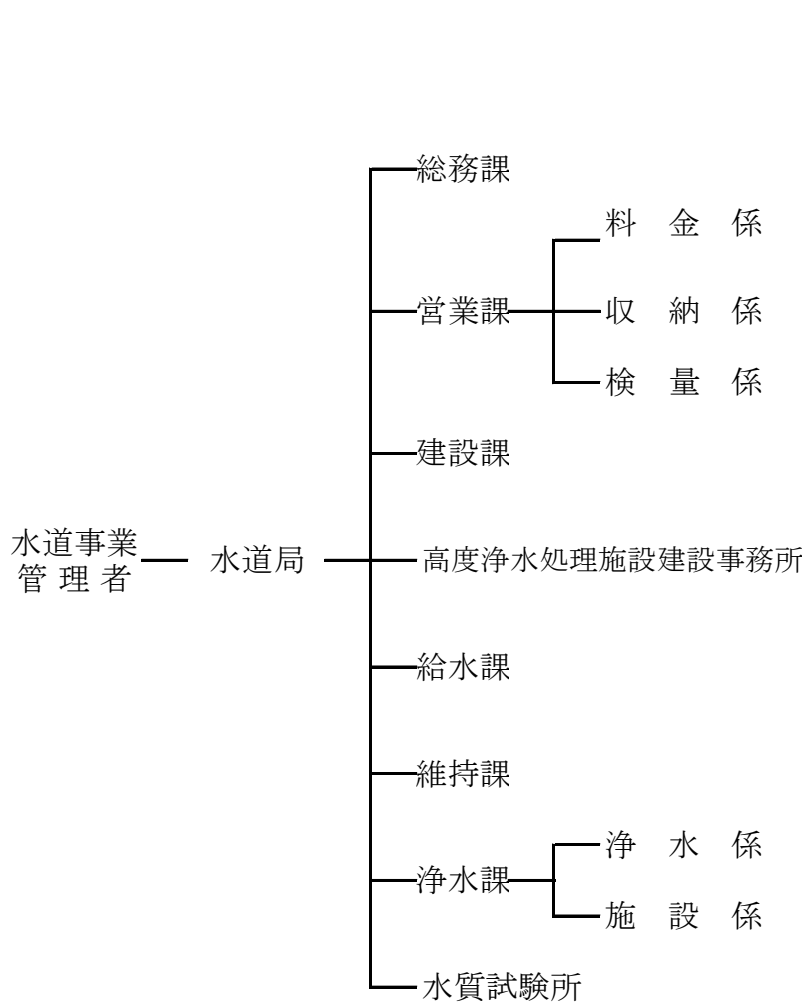 総務課
料　金　係
営業課
収　納　係
検　量　係
建設課
水道事業
管 理 者
水道局
高度浄水処理施設建設事務所
給水課
維持課
浄　水　係
浄水課
施　設　係
水質試験所